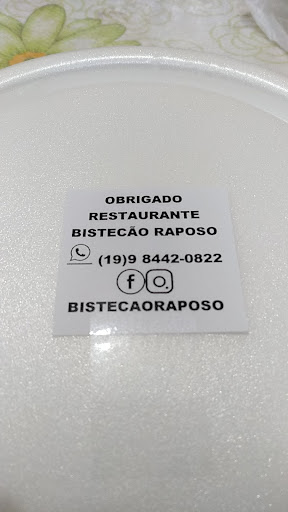 OBRIGADO
RESTAURANTE
BISTECÃO RAPOSO
(19)9 8442-0822
BISTECAORAPOSO